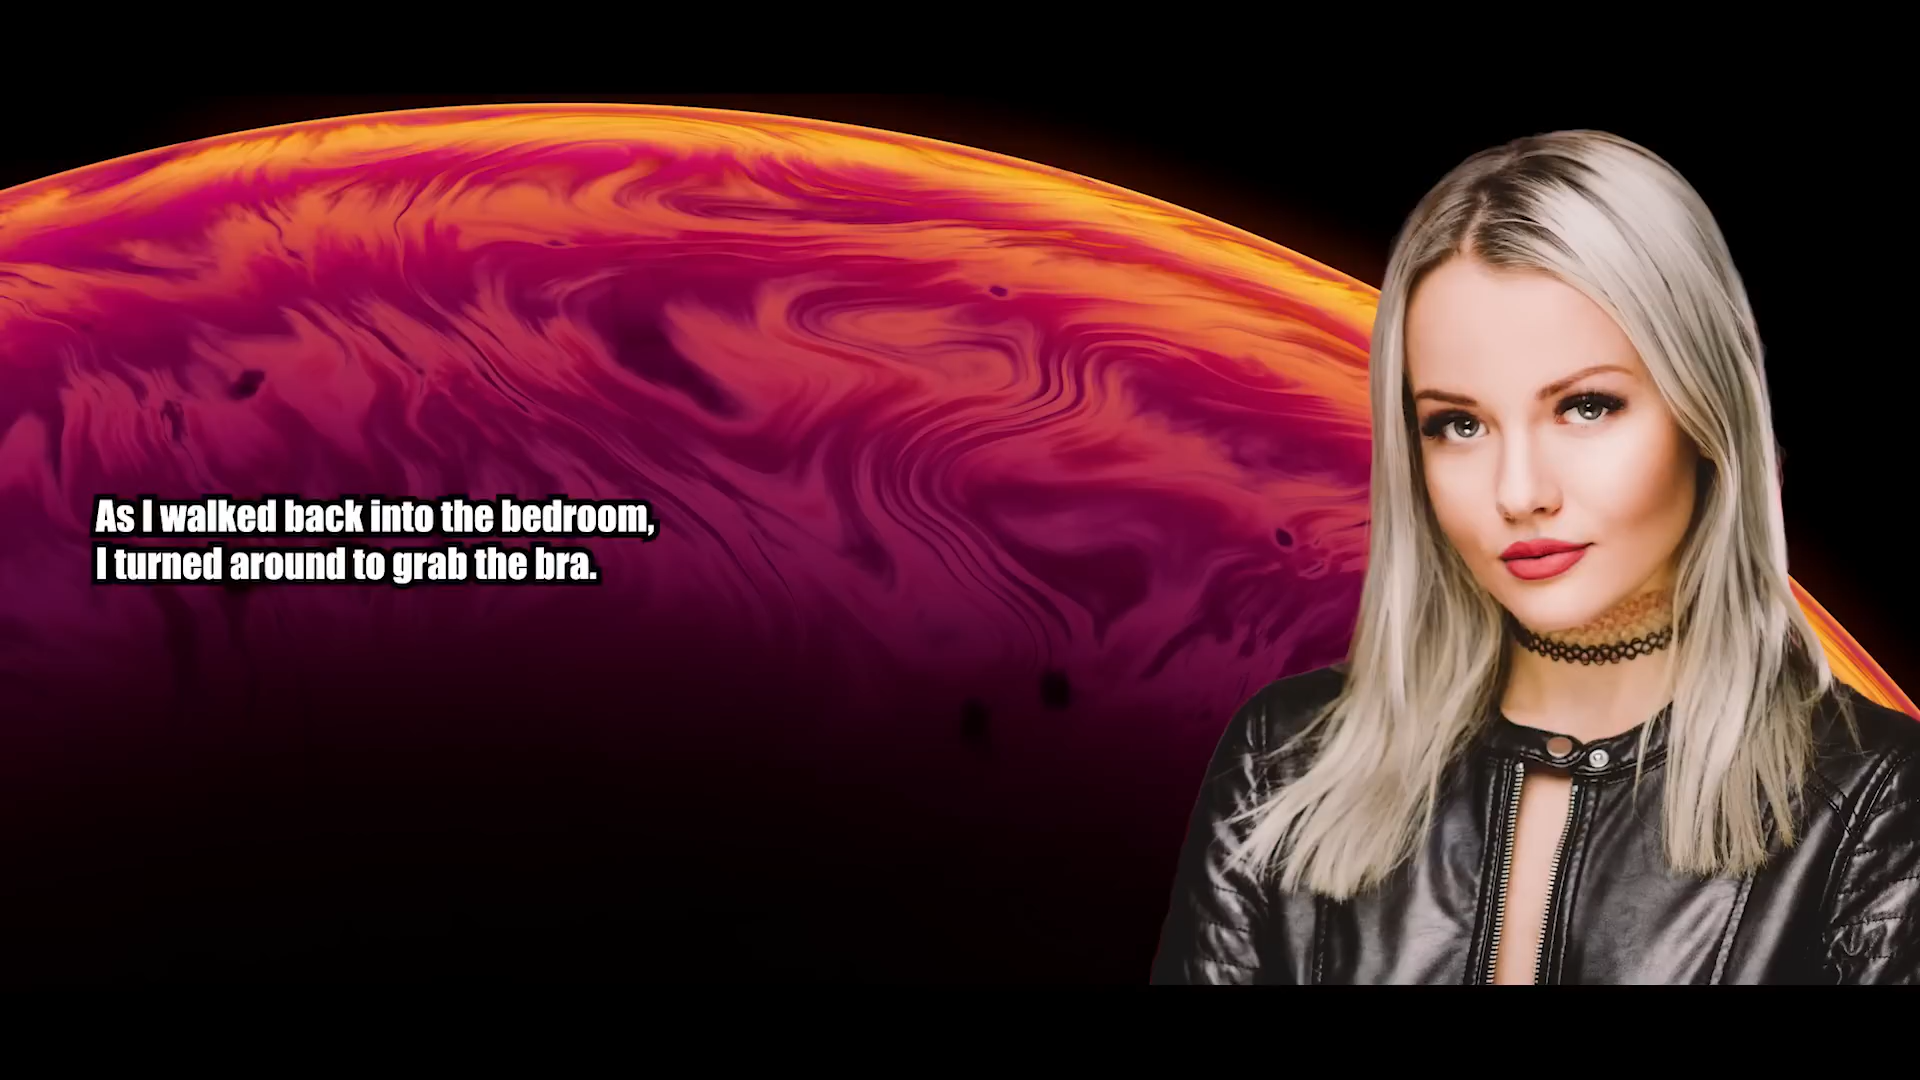 As I walked back into the bedroom,
I turned around to grab the bra.